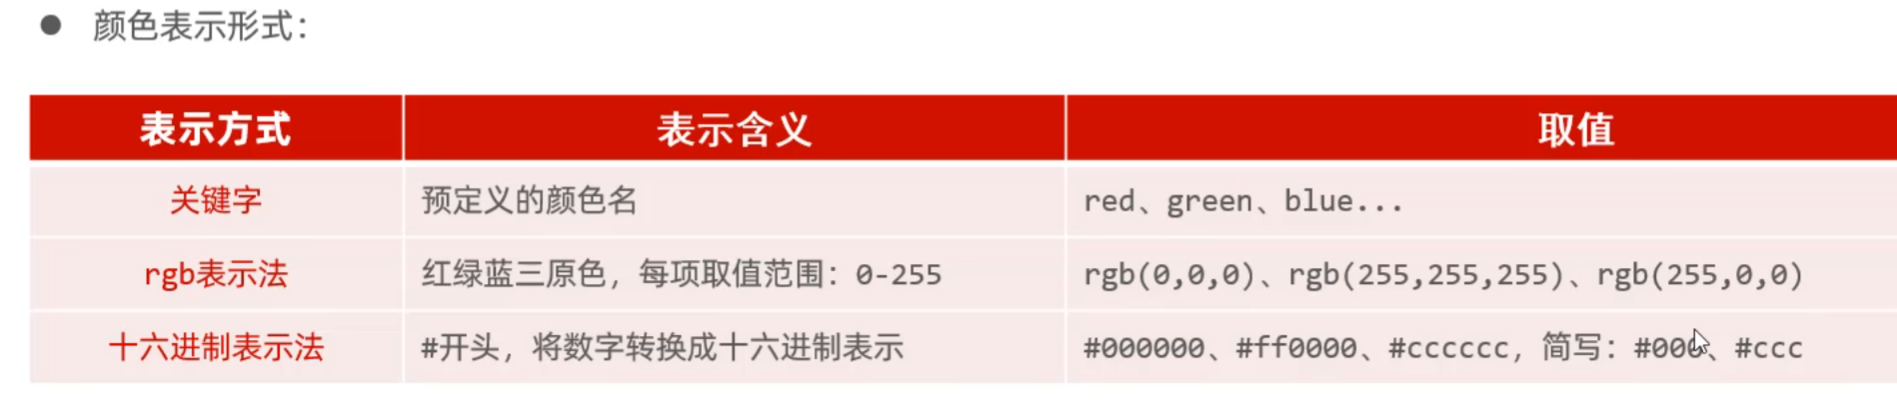 ● 颜色表示形式：
表示方式 表示含义 取值
关键字 预定义的颜色名 red、green、blue...
rgb表示法 红绿蓝三原色，每项取值范围：0-255 rgb(0,0,0)、rgb(255,255,255)、rgb(255,0,0)
十六进制表示法 #开头，将数字转换成十六进制表示 #000000、#ff0000、#cccccc，简写：#000、#ccc